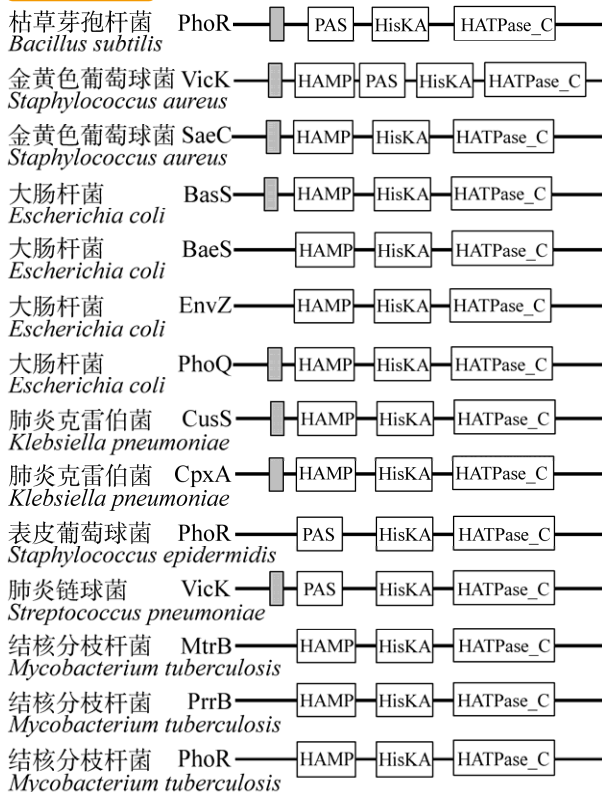 枯草芽孢杆菌 PhoR PAS HisKA HATPase_C
Bacillus subtilis
金黄色葡萄球菌 VicK HAMP PAS HisKA HATPase_C
Staphylococcus aureus
金黄色葡萄球菌 SaeC HAMP HisKA HATPase_C
Staphylococcus aureus
大肠杆菌 BasS HAMP HisKA HATPase_C
Escherichia coli
大肠杆菌 BaeS HAMP HisKA HATPase_C
Escherichia coli
大肠杆菌 EnvZ HAMP HisKA HATPase_C
Escherichia coli
大肠杆菌 PhoQ HAMP HisKA HATPase_C
Escherichia coli
肺炎克雷伯菌 CusS HAMP HisKA HATPase_C
Klebsiella pneumoniae
肺炎克雷伯菌 CpxA HAMP HisKA HATPase_C
Klebsiella pneumoniae
表皮葡萄球菌 PhoR PAS HisKA HATPase_C
Staphylococcus epidermidis
肺炎链球菌 VicK PAS HisKA HATPase_C
Streptococcus pneumoniae
结核分枝杆菌 MtrB HAMP HisKA HATPase_C
Mycobacterium tuberculosis
结核分枝杆菌 PrrB HAMP HisKA HATPase_C
Mycobacterium tuberculosis
结核分枝杆菌 PhoR HAMP HisKA HATPase_C
Mycobacterium tuberculosis